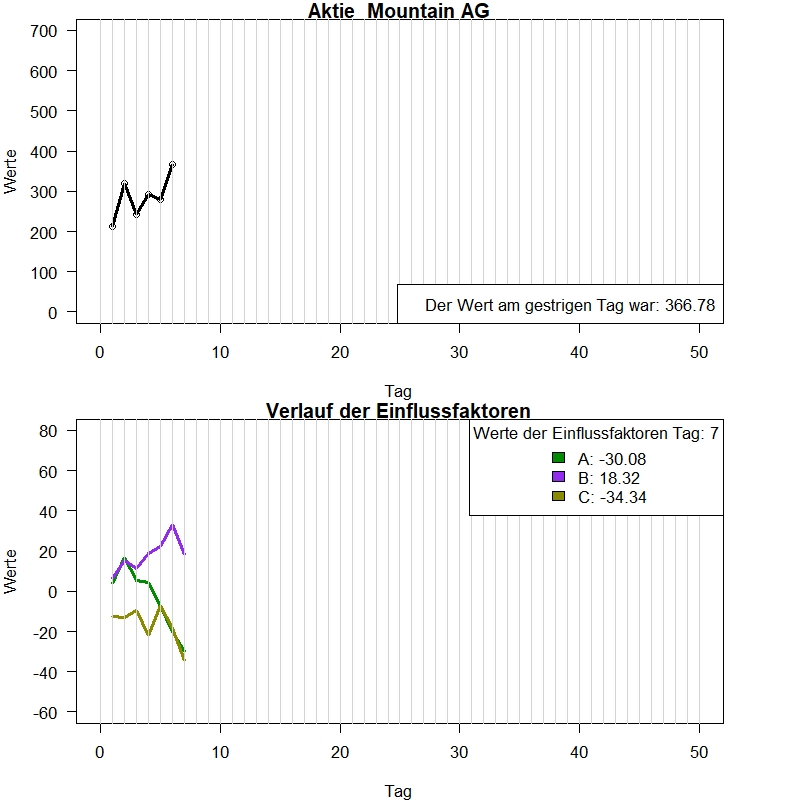 Aktie  Mountain AG
Werte
700
600
500
400
300
200
100
0
Der Wert am gestrigen Tag war: 366.78
0 10 20 30 40 50
Tag
Verlauf der Einflussfaktoren
Werte
80
60
40
20
0
-20
-40
-60
Werte der Einflussfaktoren Tag: 7
A: -30.08
B: 18.32
C: -34.34
0 10 20 30 40 50
Tag